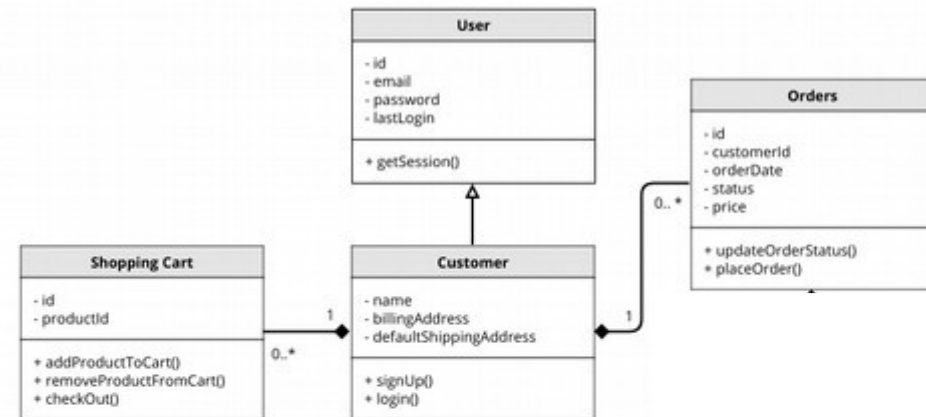 User
- id
- email
- password
- lastLogin
+ getSession()
Orders
- id
- customerId
- orderDate
- status
- price
+ updateOrderStatus()
+ placeOrder()
0.. *
1
Shopping Cart
- id
- productId
+ addProductToCart()
+ removeProductFromCart()
+ checkOut()
1
0..*
Customer
- name
- billingAddress
- defaultShippingAddress
+ signUp()
+ login()